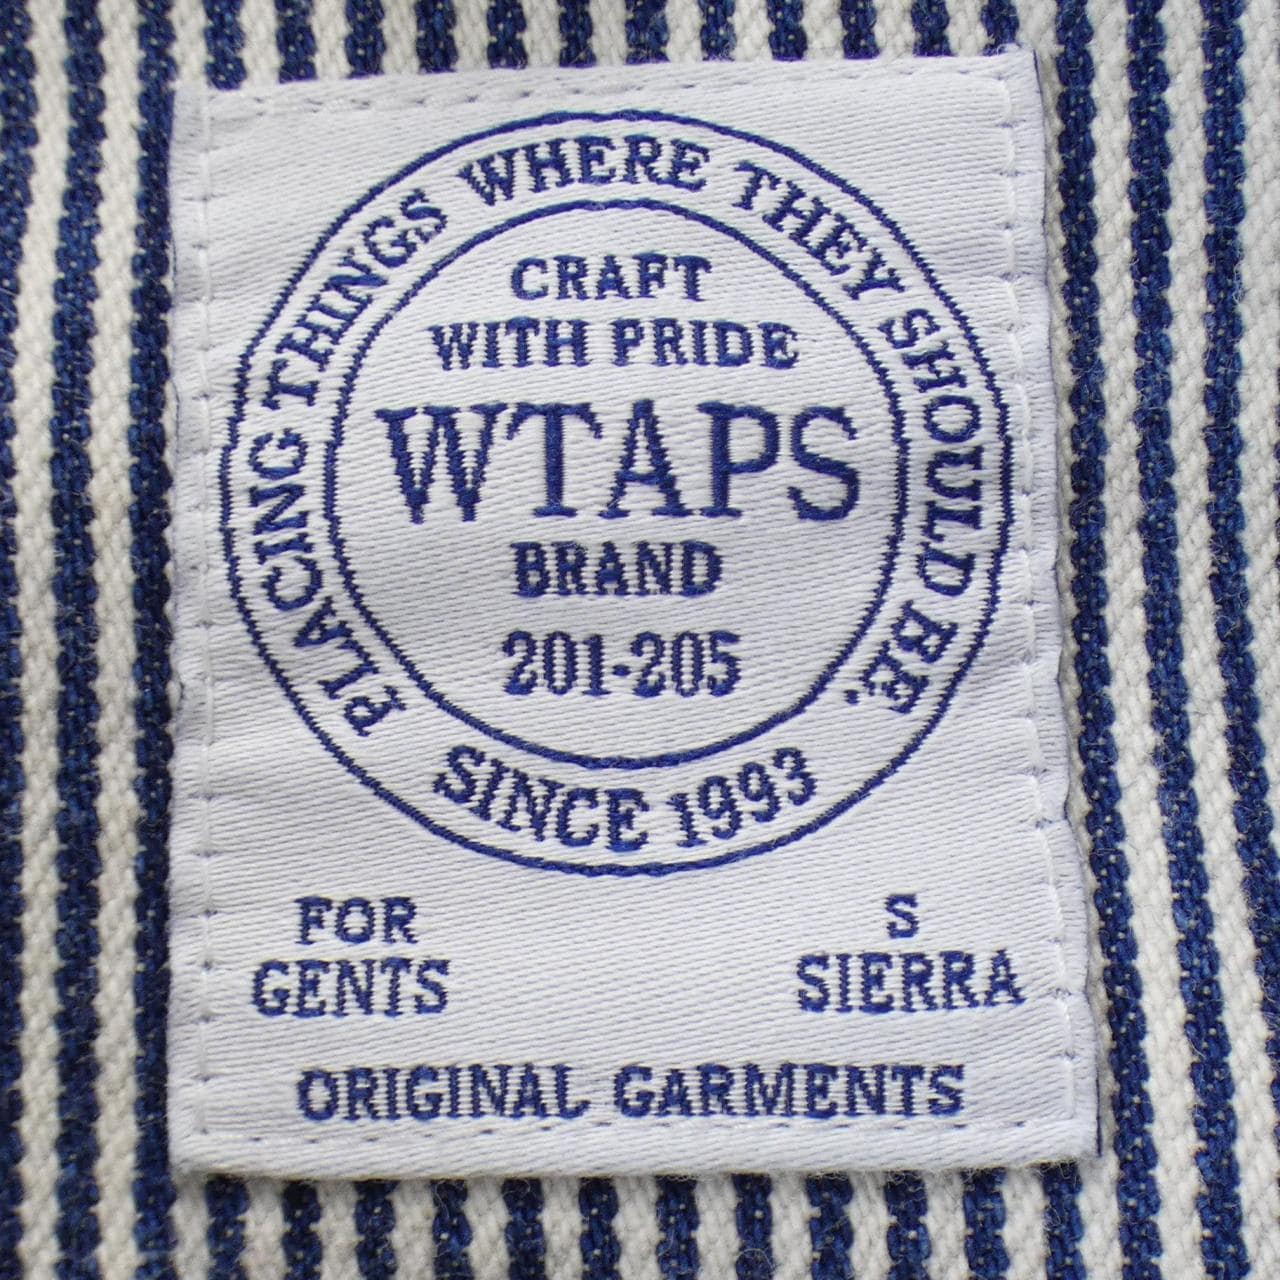 PLACING THINGS WHERE THEY SHOULD BE.
CRAFT
WITH PRIDE
WTAPS
BRAND
201-205
SINCE 1993
FOR
GENTS
S
SIERRA
ORIGINAL GARMENTS